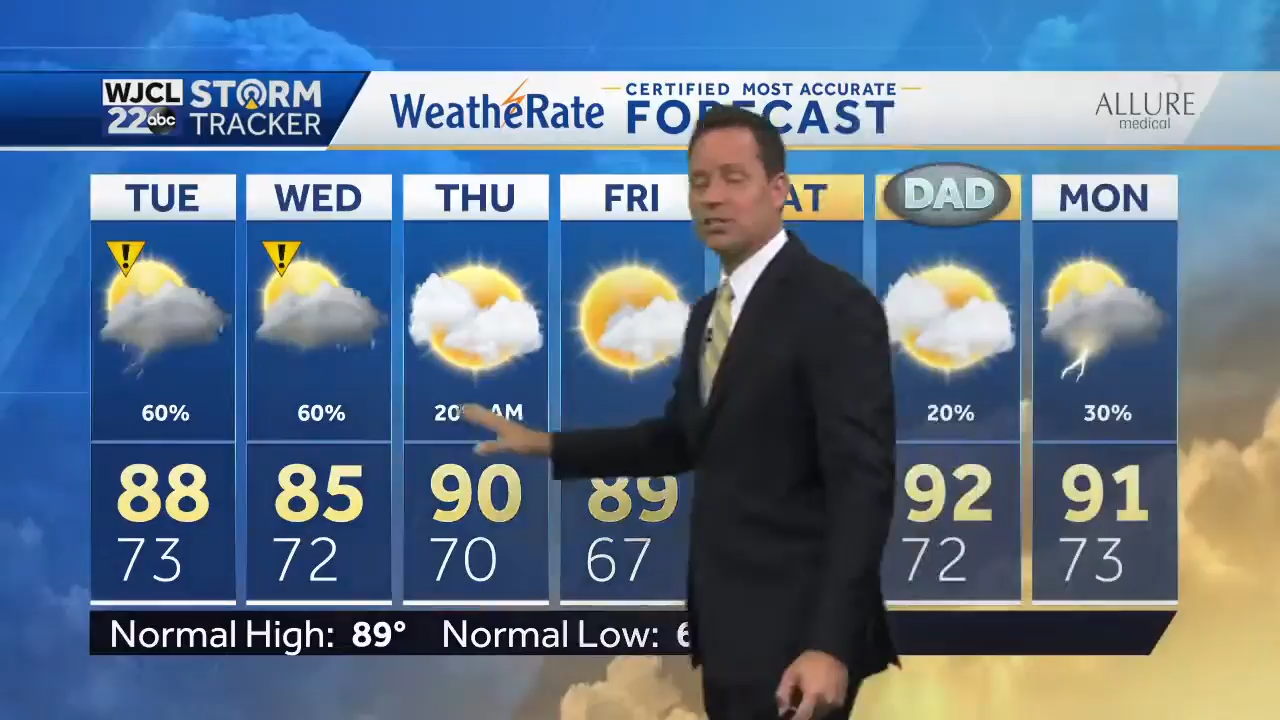 WJCL
22 abc
STORM
TRACKER
WeatheRate
CERTIFIED MOST ACCURATE
FORECAST
ALLURE
medical
TUE WED THU FRI DAD MON
! !
60% 60% AM 20% 30%
88 85 90 89 92 91
73 72 70 67 72 73
Normal High: 89° Normal Low: